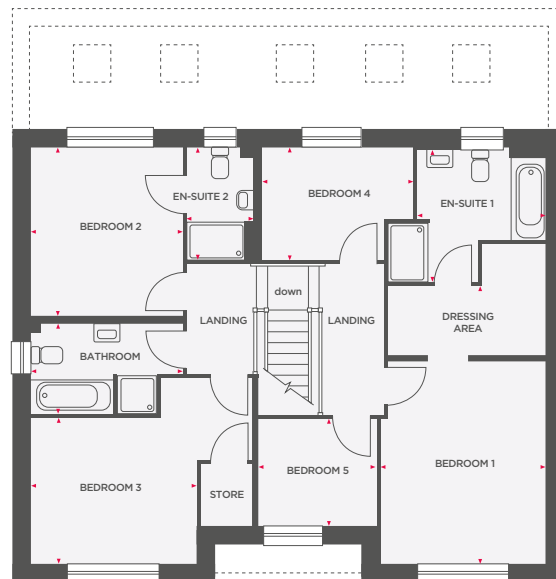 EN-SUITE 2
BEDROOM 4
EN-SUITE 1
BEDROOM 2
down
LANDING
LANDING
DRESSING
AREA
BATHROOM
BEDROOM 3
STORE
BEDROOM 5
BEDROOM 1